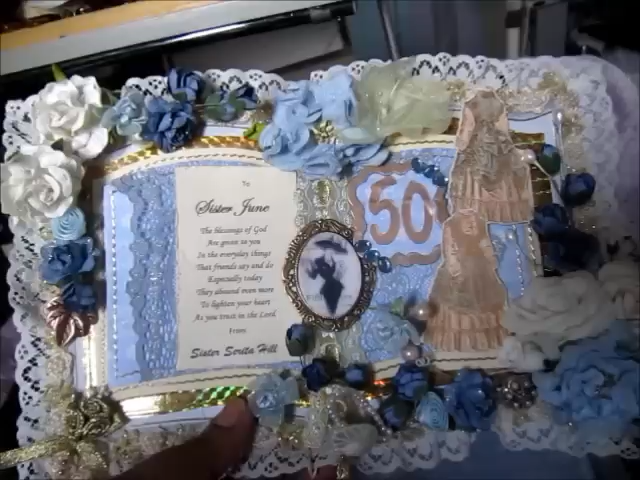 To
Sister June
The blessings of God
Are great to you
In the everyday things
That friends say and do
Especially today
They abound even more
To lighten your heart
As you trust in the Lord
From
Sister Serita Hill
50